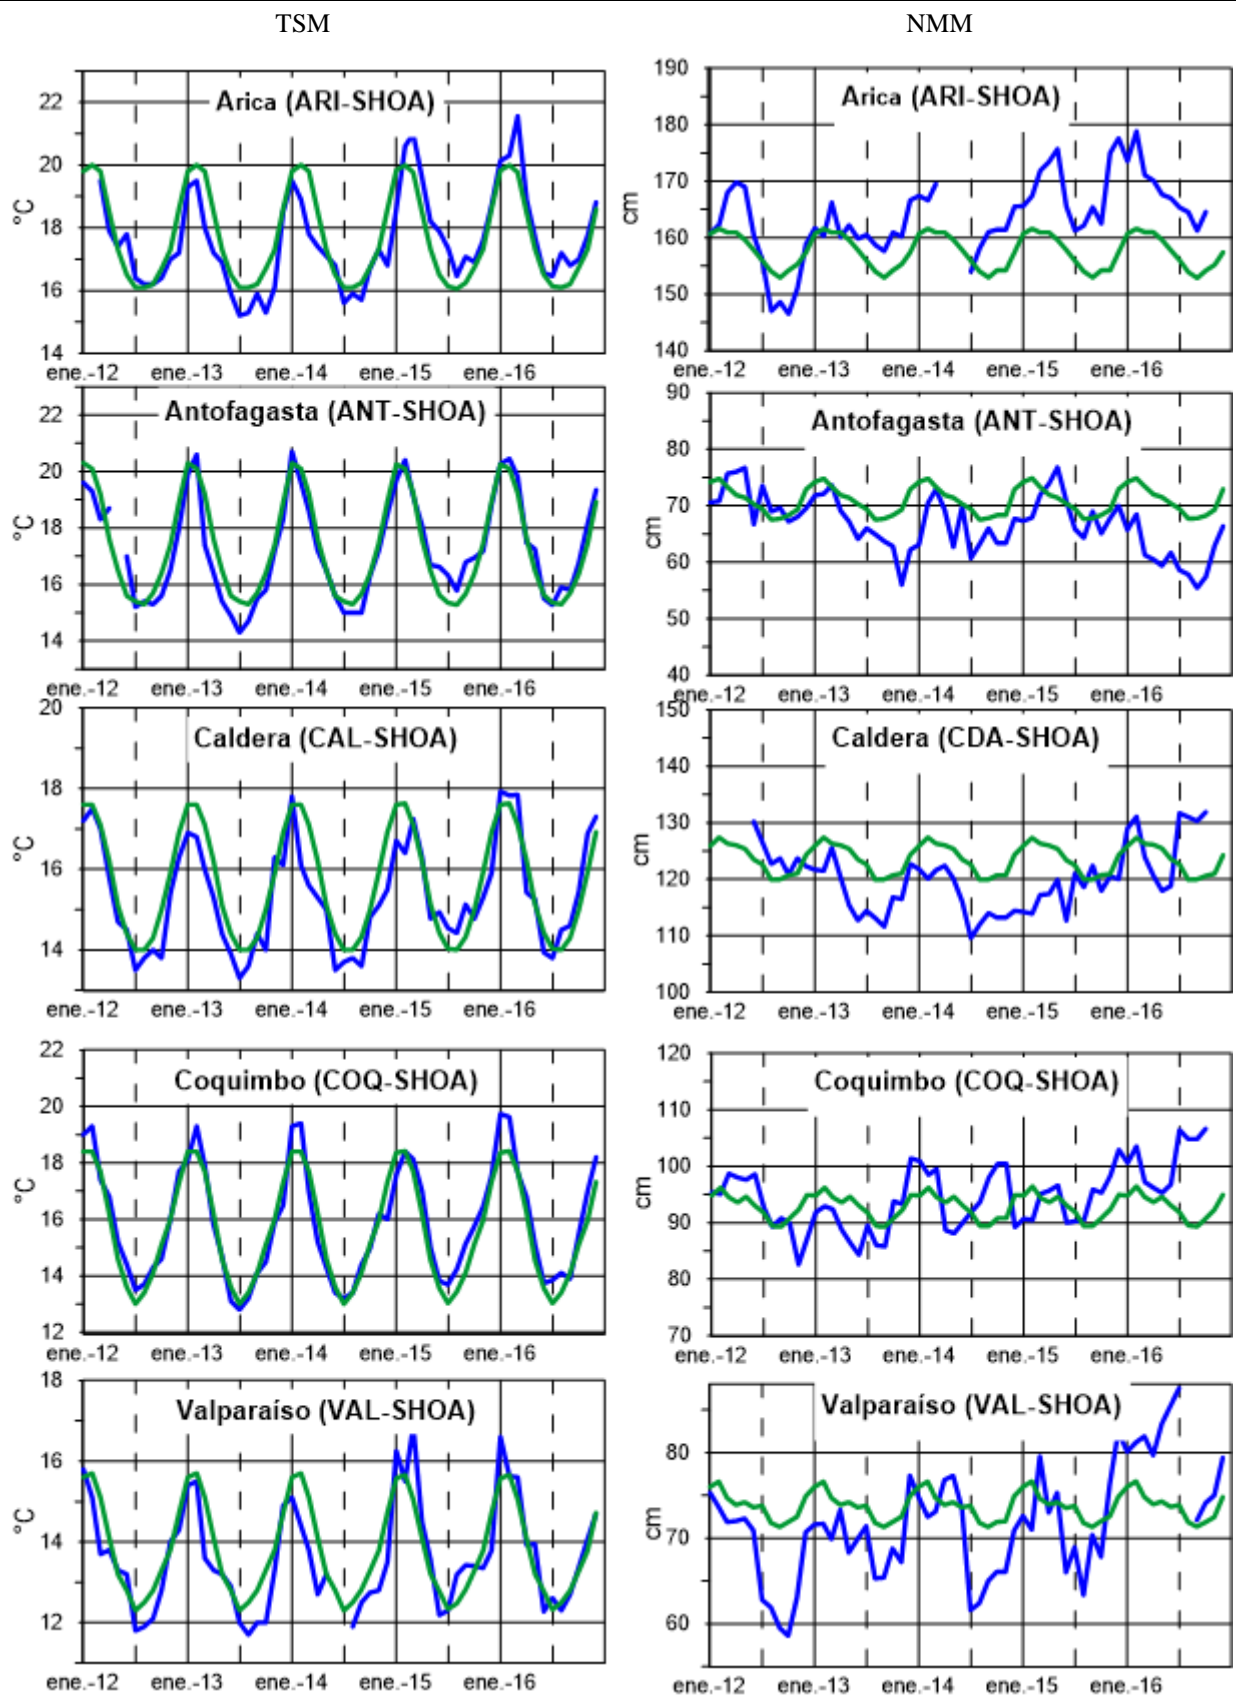 TSM
NMM
Arica (ARI-SHOA)
°C
22
20
18
16
14
ene.-12 ene.-13 ene.-14 ene.-15 ene.-16
Arica (ARI-SHOA)
cm
190
180
170
160
150
140
ene.-12 ene.-13 ene.-14 ene.-15 ene.-16
Antofagasta (ANT-SHOA)
°C
22
20
18
16
14
ene.-12 ene.-13 ene.-14 ene.-15 ene.-16
Antofagasta (ANT-SHOA)
cm
90
80
70
60
50
40
ene.-12 ene.-13 ene.-14 ene.-15 ene.-16
Caldera (CAL-SHOA)
°C
20
18
16
14
ene.-12 ene.-13 ene.-14 ene.-15 ene.-16
Caldera (CDA-SHOA)
cm
150
140
130
120
110
100
ene.-12 ene.-13 ene.-14 ene.-15 ene.-16
Coquimbo (COQ-SHOA)
°C
22
20
18
16
14
12
ene.-12 ene.-13 ene.-14 ene.-15 ene.-16
Coquimbo (COQ-SHOA)
cm
120
110
100
90
80
70
ene.-12 ene.-13 ene.-14 ene.-15 ene.-16
Valparaíso (VAL-SHOA)
°C
18
16
14
12
ene.-12 ene.-13 ene.-14 ene.-15 ene.-16
Valparaíso (VAL-SHOA)
cm
80
70
60
ene.-12 ene.-13 ene.-14 ene.-15 ene.-16